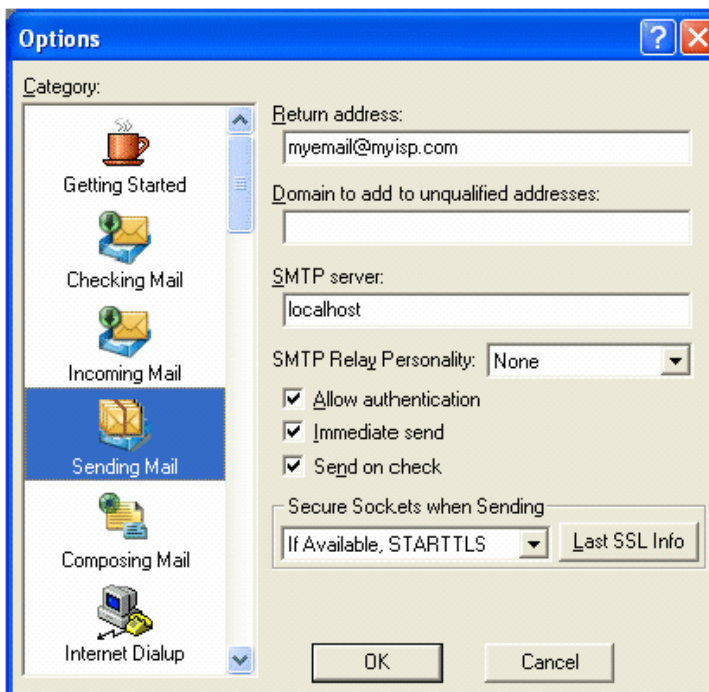 Options
Category:
Getting Started
Checking Mail
Incoming Mail
Sending Mail
Composing Mail
Internet Dialup
Return address:
myemail@myisp.com
Domain to add to unqualified addresses:
SMTP server:
localhost
SMTP Relay Personality: None
Allow authentication
Immediate send
Send on check
Secure Sockets when Sending
If Available, STARTTLS Last SSL Info
OK Cancel